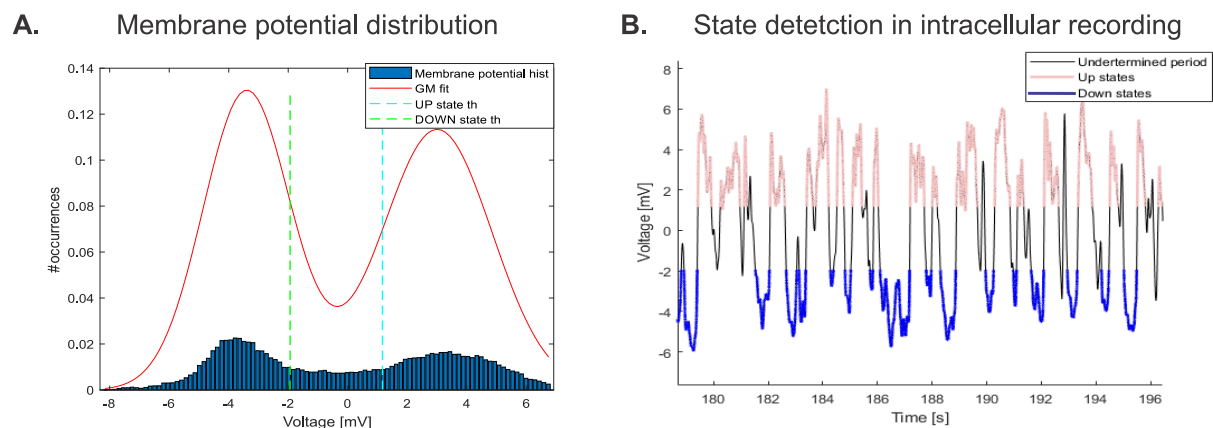 A. Membrane potential distribution
0.14
0.12
0.1
0.08
0.06
0.04
0.02
0
#occurrences
-8 -6 -4 -2 0 2 4 6
Voltage [mV]
Membrane potential hist
GM fit
UP state th
DOWN state th
B. State detetction in intracellular recording
8
6
4
2
0
-2
-4
-6
Voltage [mV]
180 182 184 186 188 190 192 194 196
Time [s]
Undertermined period
Up states
Down states